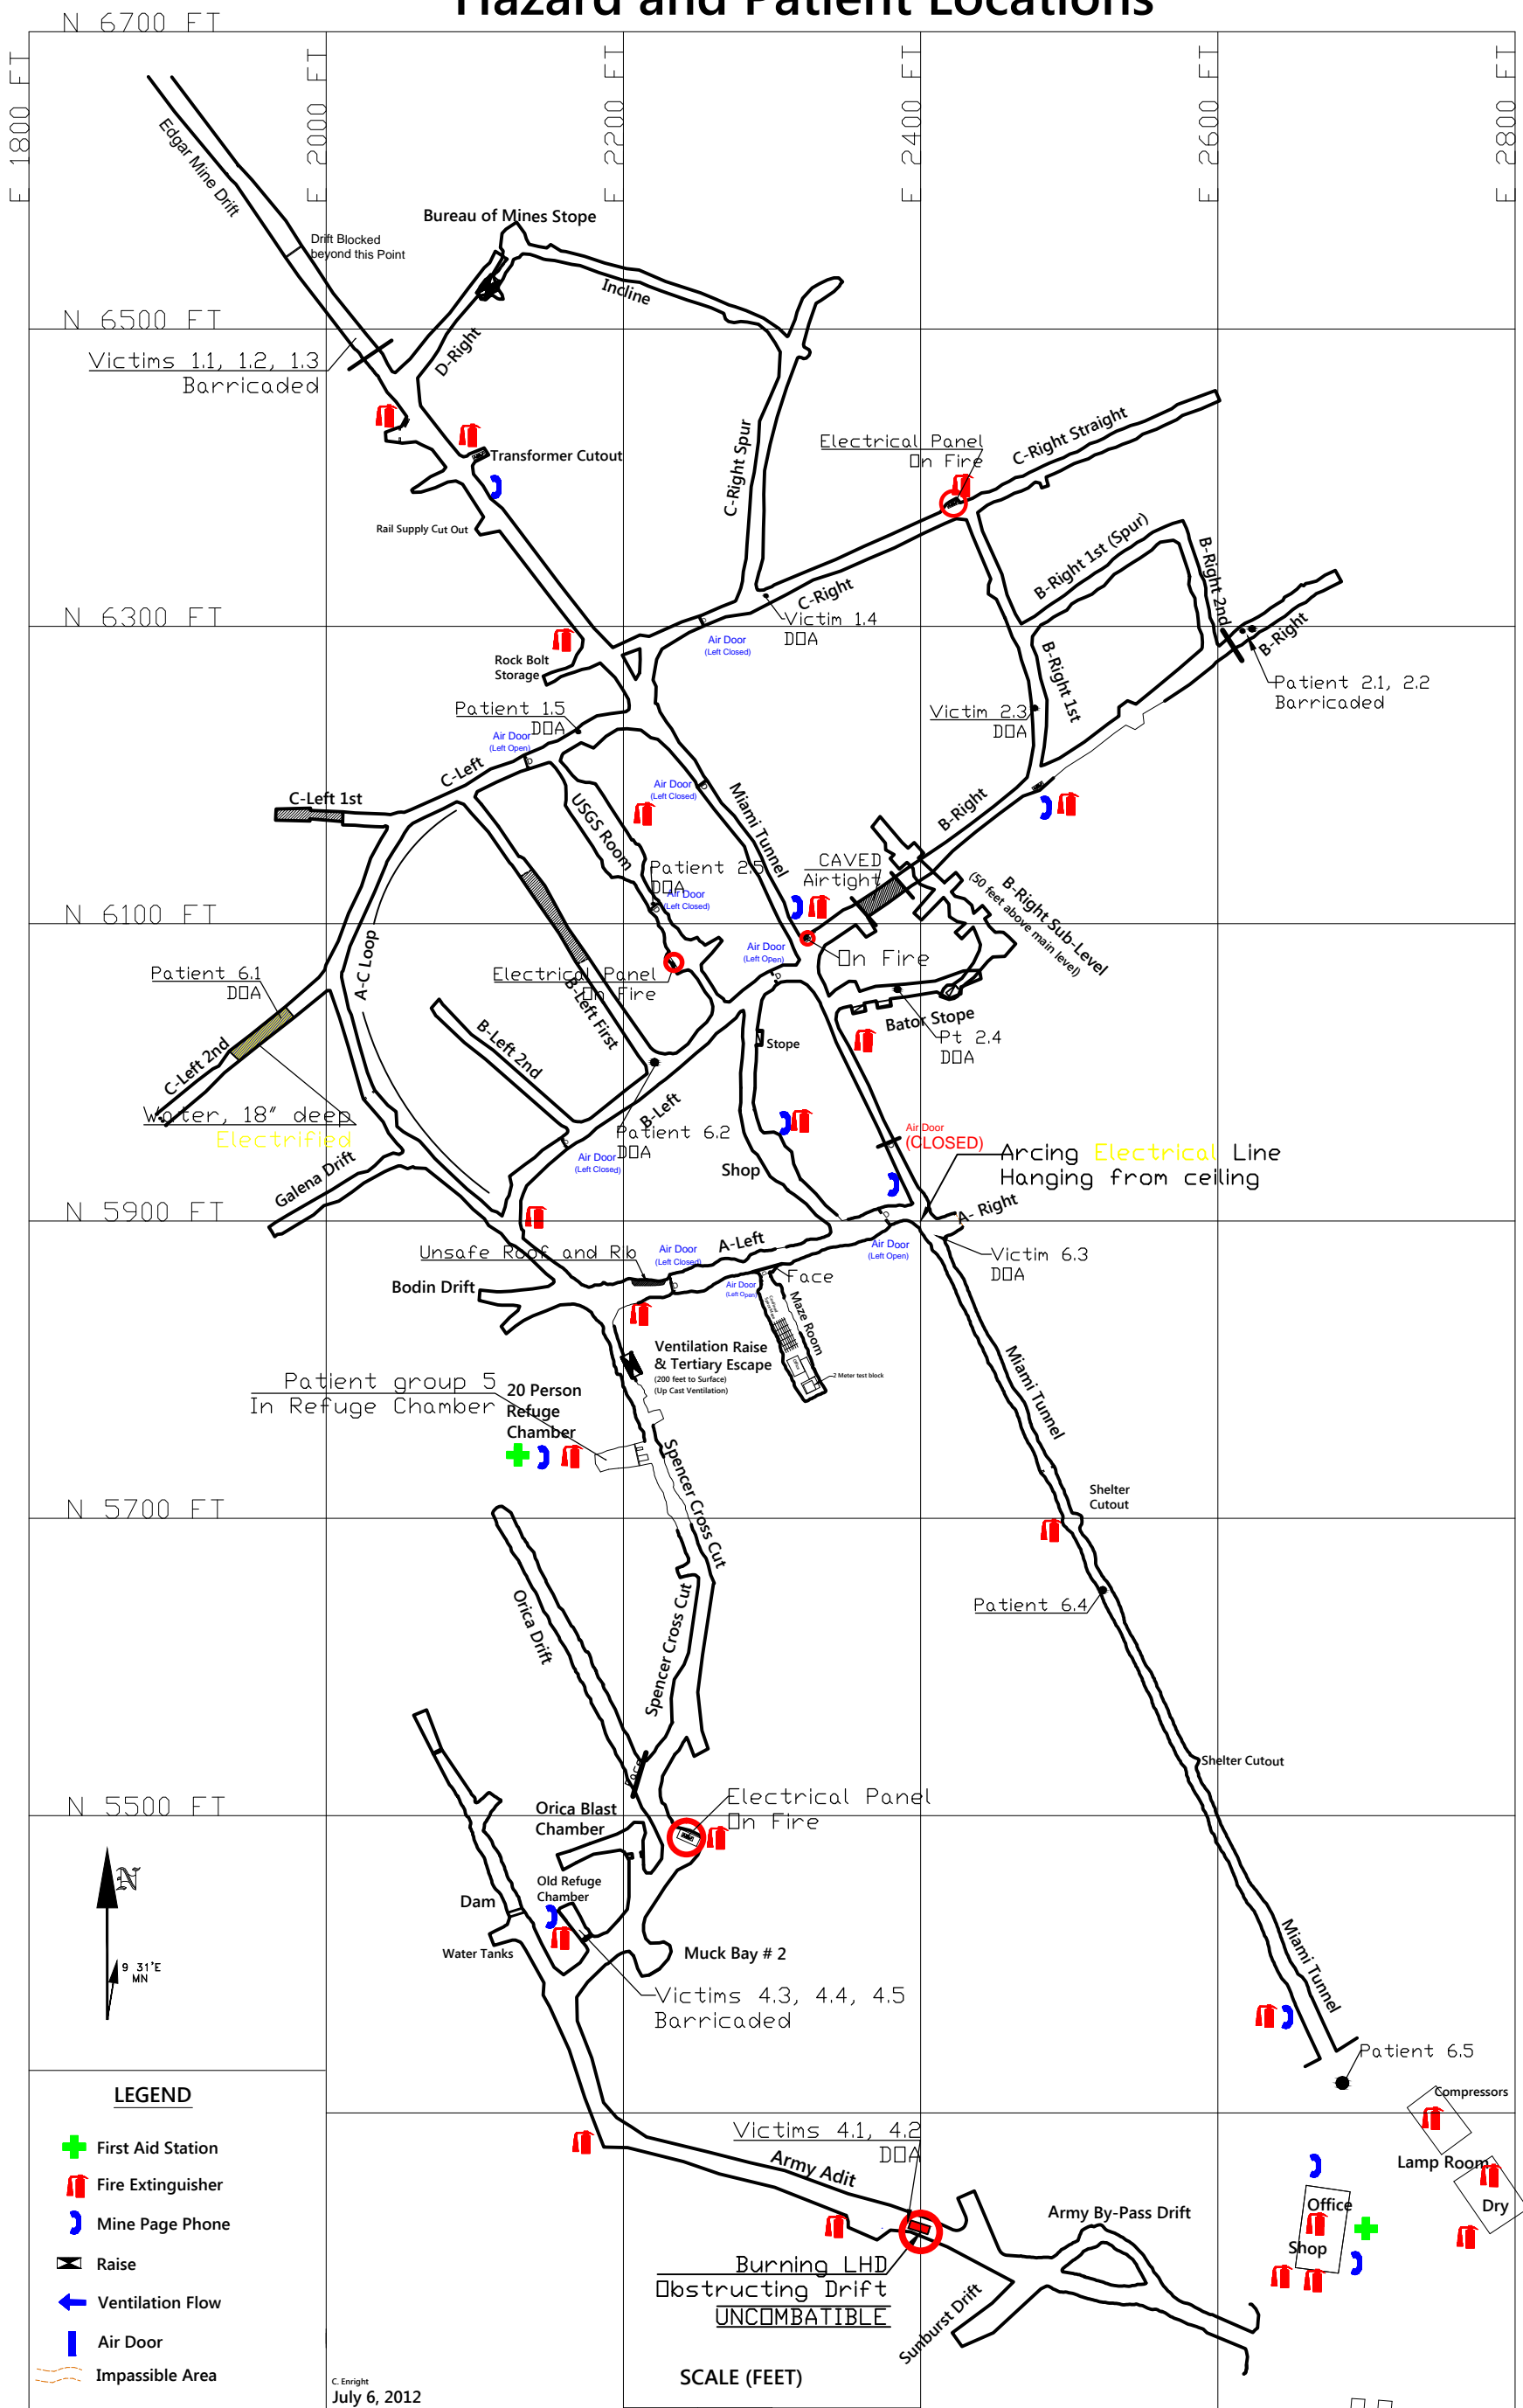 Hazard and Patient Locations
N 6700 FT
E 1800 FT
E 2000 FT
E 2200 FT
E 2400 FT
E 2600 FT
E 2800 FT
Edgar Mine Drift
Bureau of Mines Stope
Drift Blocked
beyond this Point
Incline
N 6500 FT
Victims 1.1, 1.2, 1.3
Barricaded
D-Right
Transformer Cutout
Rail Supply Cut Out
C-Right Spur
Electrical Panel
On Fire
C-Right Straight
B-Right 1st (Spur)
B-Right 2nd
C-Right
N 6300 FT
Victim 1.4
DOA
Air Door
(Left Closed)
B-Right
Rock Bolt
Storage
B-Right 1st
Patient 2.1, 2.2
Barricaded
Patient 1.5
DOA
Victim 2.3
DOA
Air Door
(Left Open)
C-Left
Air Door
(Left Closed)
Miami Tunnel
C-Left 1st
USGS Room
B-Right
Patient 2.5
DOA
CAVED
Airtight
Air Door
(Left Closed)
B-Right Sub-Level
(50 feet above main level)
N 6100 FT
Air Door
(Left Open)
On Fire
A-C Loop
Patient 6.1
DOA
Electrical Panel
On Fire
B-Left First
Bator Stope
Pt 2.4
DOA
Stope
B-Left 2nd
C-Left 2nd
B-Left
Water, 18" deep
Electrified
Patient 6.2
DOA
Air Door
(CLOSED)
Arcing Electrical Line
Hanging from ceiling
Air Door
(Left Closed)
Shop
Galena Drift
N 5900 FT
A- Right
A-Left
Air Door
(Left Open)
Unsafe Roof and Rib
Air Door
(Left Closed)
Victim 6.3
DOA
Face
Bodin Drift
Air Door
(Left Open)
Maze Room
Office
2 Meter test block
Ventilation Raise
& Tertiary Escape
(200 feet to Surface)
(Up Cast Ventilation)
Miami Tunnel
Patient group 5
In Refuge Chamber
20 Person
Refuge
Chamber
Spencer Cross Cut
Shelter
Cutout
N 5700 FT
Orica Drift
Spencer Cross Cut
Patient 6.4
Shelter Cutout
Face
Electrical Panel
On Fire
N 5500 FT
Orica Blast
Chamber
N
Old Refuge
Chamber
Dam
Water Tanks
Muck Bay # 2
9 31'E
MN
Victims 4.3, 4.4, 4.5
Barricaded
Miami Tunnel
Patient 6.5
Compressors
LEGEND
First Aid Station
Fire Extinguisher
Mine Page Phone
Raise
Ventilation Flow
Air Door
Impassible Area
Victims 4.1, 4.2
DOA
Army Adit
Lamp Room
Dry
Office
Shop
Army By-Pass Drift
Burning LHD
Obstructing Drift
UNCOMBATIBLE
Sunburst Drift
SCALE (FEET)
C. Enright
July 6, 2012